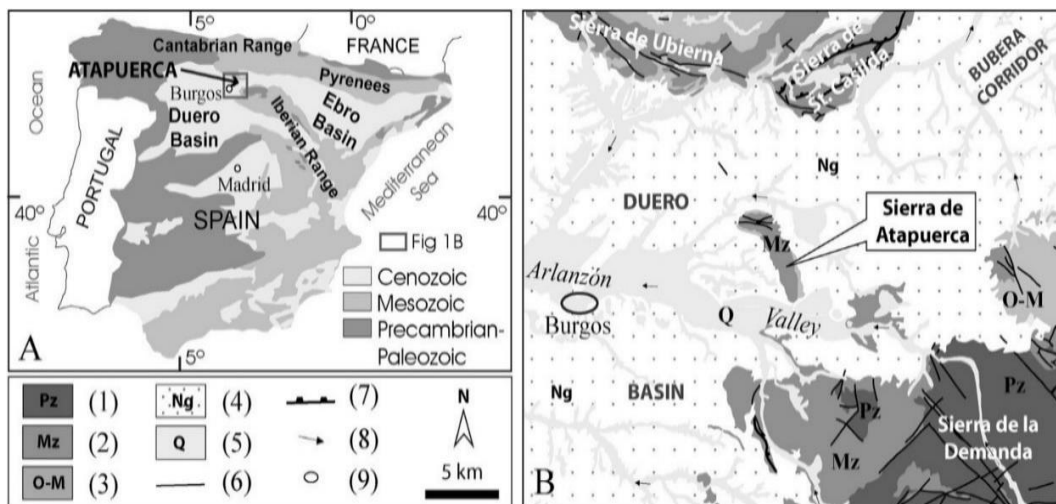 5°
0°
Cantabrian Range
FRANCE
ATAPUERCA
Pyrenees
Burgos
Ebro
Basin
Duero
Basin
Iberian Range
Ocean
Atlantic
PORTUGAL
Madrid
Mediterranean
Sea
40°
40°
SPAIN
Fig 1B
Cenozoic
Mesozoic
Precambrian-
Paleozoic
A
5°
Pz (1)
Mz (2)
O-M (3)
Ng (4)
Q (5)
(6)
(7)
(8)
(9)
N
5 km
Sierra de Ubierna
Sierra de
St. Casilda
BUBERA
CORRIDOR
Ng
DUERO
Mz
Sierra de
Atapuerca
Arlanzón
Burgos
Q
Valley
O-M
Ng
BASIN
Pz
Pz
Sierra de la
Demanda
Mz
B